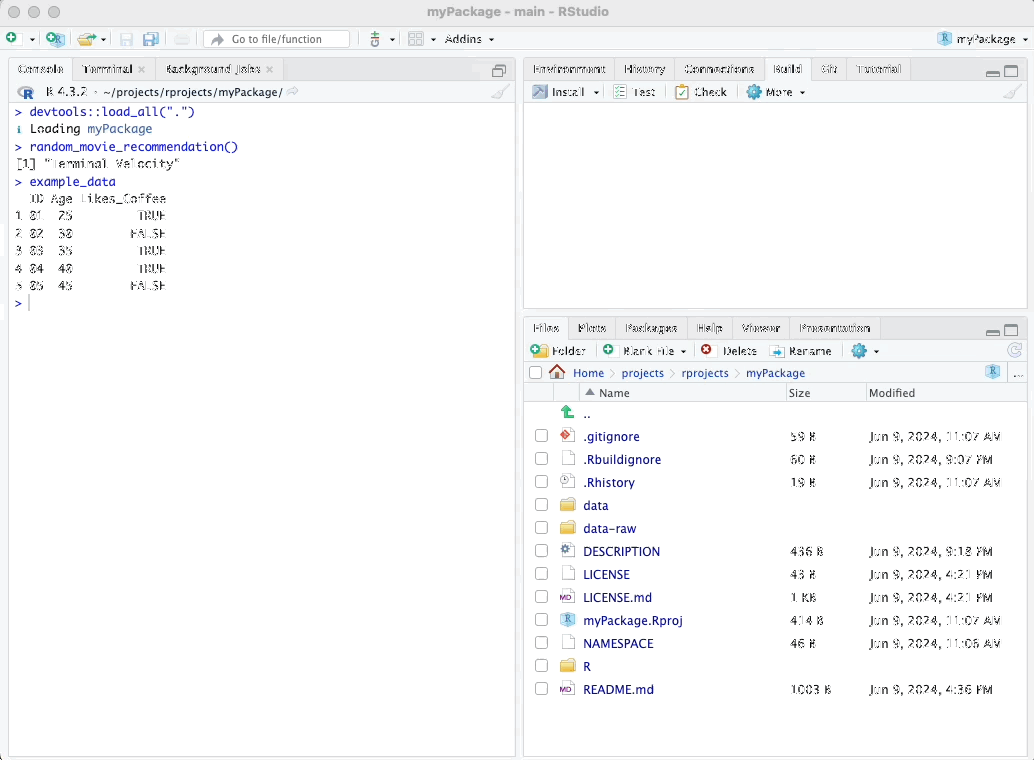 myPackage - main - RStudio
Go to file/function
Addins
myPackage
Console Terminal Background Jobs
R 4.3.2 · ~/projects/rprojects/myPackage/
> devtools::load_all(".")
ℹ Loading myPackage
> random_movie_recommendation()
[1] "Terminal Velocity"
> example_data
ID Age Likes_Coffee
1 01 25 TRUE
2 02 30 FALSE
3 03 35 TRUE
4 04 40 TRUE
5 05 45 FALSE
>
Environment History Connections Build Git Tutorial
Install Test Check More
Files Plots Packages Help Viewer Presentation
Folder Blank File Delete Rename
Home projects rprojects myPackage ...
Name Size Modified
..
.gitignore 59 B Jun 9, 2024, 11:07 AM
.Rbuildignore 60 B Jun 9, 2024, 9:07 PM
.Rhistory 19 B Jun 9, 2024, 11:07 AM
data
data-raw
DESCRIPTION 436 B Jun 9, 2024, 9:18 PM
LICENSE 43 B Jun 9, 2024, 4:21 PM
LICENSE.md 1 KB Jun 9, 2024, 4:21 PM
myPackage.Rproj 414 B Jun 9, 2024, 11:07 AM
NAMESPACE 46 B Jun 9, 2024, 11:06 AM
R
README.md 1003 B Jun 9, 2024, 4:36 PM